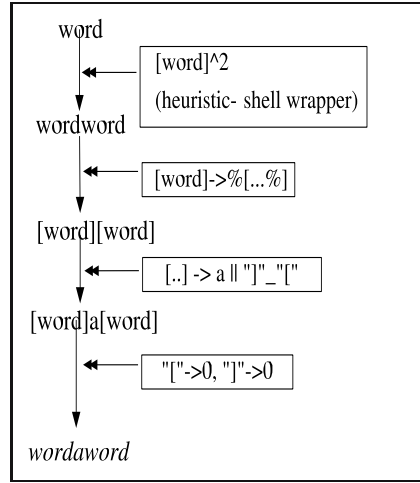 word
[word]^2
(heuristic- shell wrapper)
wordword
[word]->%[...%]
[word][word]
[..] -> a || "]"_"["
[word]a[word]
"["->0, "]"->0
wordaword